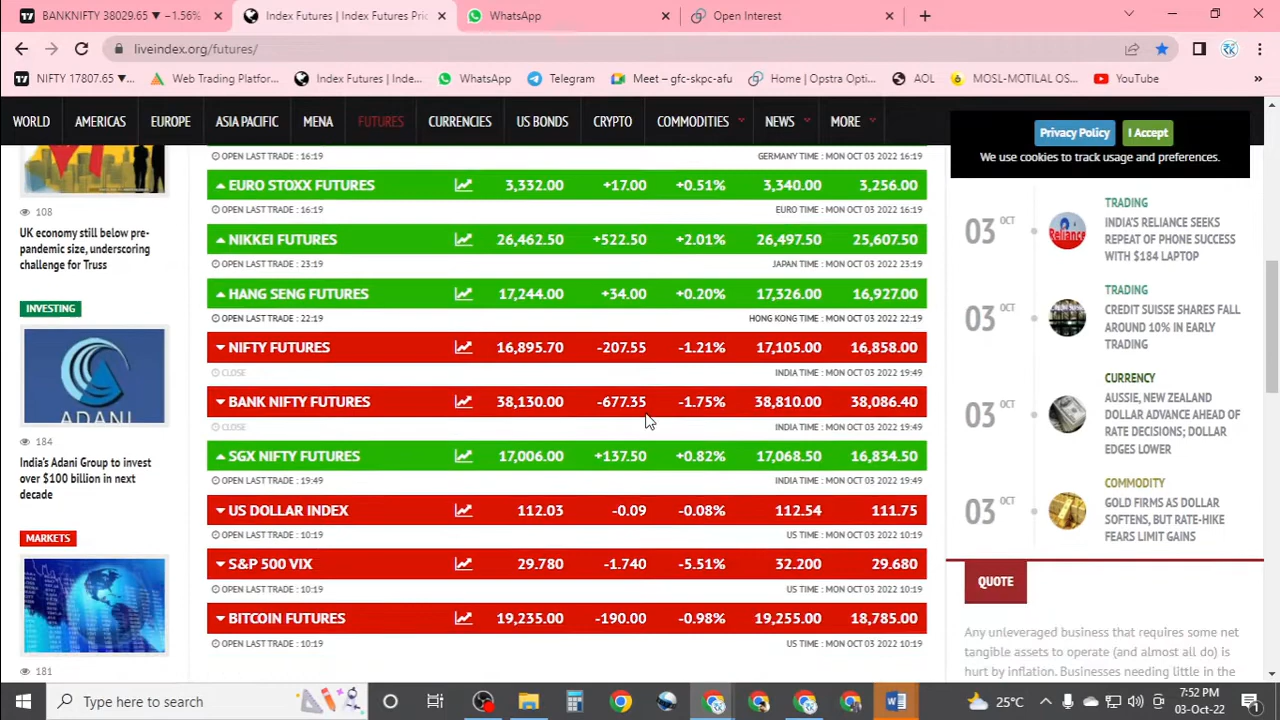 BANKNIFTY 38029.65 ▼ −1.56% × Index Futures | Index Futures Pric × WhatsApp × Open Interest × +
liveindex.org/futures/
NIFTY 17807.65 ▼... Web Trading Platfor... Index Futures | Inde... WhatsApp Telegram Meet – gfc-skpc-afu Home | Opstra Opti... AOL MOSL-MOTILAL OS... YouTube »
WORLD AMERICAS EUROPE ASIA PACIFIC MENA FUTURES CURRENCIES US BONDS CRYPTO COMMODITIES NEWS MORE
Privacy Policy I Accept
We use cookies to track usage and preferences.
108
UK economy still below pre-
pandemic size, underscoring
challenge for Truss
INVESTING
ADANI
184
India's Adani Group to invest
over $100 billion in next
decade
MARKETS
181
OPEN LAST TRADE : 16:19 GERMANY TIME : MON OCT 03 2022 16:19
EURO STOXX FUTURES 3,332.00 +17.00 +0.51% 3,340.00 3,256.00
OPEN LAST TRADE : 16:19 EURO TIME : MON OCT 03 2022 16:19
NIKKEI FUTURES 26,462.50 +522.50 +2.01% 26,497.50 25,607.50
OPEN LAST TRADE : 23:19 JAPAN TIME : MON OCT 03 2022 23:19
HANG SENG FUTURES 17,244.00 +34.00 +0.20% 17,326.00 16,927.00
OPEN LAST TRADE : 22:19 HONG KONG TIME : MON OCT 03 2022 22:19
NIFTY FUTURES 16,895.70 -207.55 -1.21% 17,105.00 16,858.00
CLOSE INDIA TIME : MON OCT 03 2022 19:49
BANK NIFTY FUTURES 38,130.00 -677.35 -1.75% 38,810.00 38,086.40
CLOSE INDIA TIME : MON OCT 03 2022 19:49
SGX NIFTY FUTURES 17,006.00 +137.50 +0.82% 17,068.50 16,834.50
OPEN LAST TRADE : 19:49 INDIA TIME : MON OCT 03 2022 19:49
US DOLLAR INDEX 112.03 -0.09 -0.08% 112.54 111.75
OPEN LAST TRADE : 10:19 US TIME : MON OCT 03 2022 10:19
S&P 500 VIX 29.780 -1.740 -5.51% 32.200 29.680
OPEN LAST TRADE : 10:19 US TIME : MON OCT 03 2022 10:19
BITCOIN FUTURES 19,235.00 -190.00 -0.98% 19,255.00 18,785.00
OPEN LAST TRADE : 10:19 US TIME : MON OCT 03 2022 10:19
03 OCT
TRADING
INDIA'S RELIANCE SEEKS
REPEAT OF PHONE SUCCESS
WITH $184 LAPTOP
03 OCT
TRADING
CREDIT SUISSE SHARES FALL
AROUND 10% IN EARLY
TRADING
03 OCT
CURRENCY
AUSSIE, NEW ZEALAND
DOLLAR ADVANCE AHEAD OF
RATE DECISIONS; DOLLAR
EDGES LOWER
03 OCT
COMMODITY
GOLD FIRMS AS DOLLAR
SOFTENS, BUT RATE-HIKE
FEARS LIMIT GAINS
QUOTE
Any unleveraged business that requires some net
tangible assets to operate (and almost all do) is
hurt by inflation. Businesses needing little in the
Type here to search
25°C
7:52 PM
03-Oct-22
1